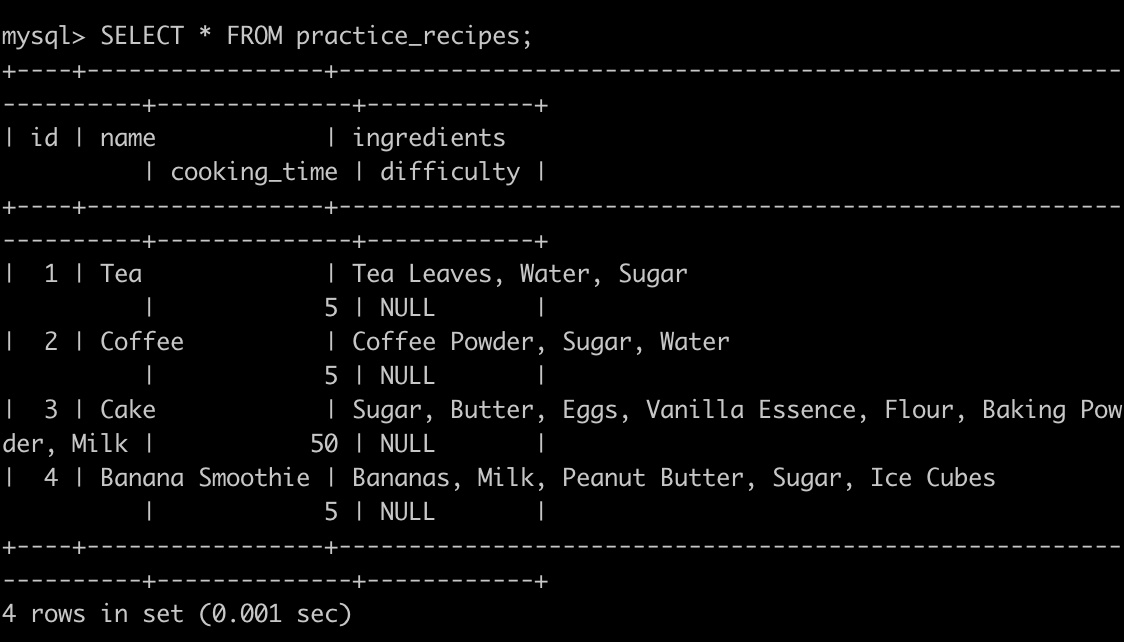 mysql> SELECT * FROM practice_recipes;
+----+-----------------+--------------------------------------------------------
----------+--------------+------------+
| id | name            | ingredients
          | cooking_time | difficulty |
+----+-----------------+--------------------------------------------------------
----------+--------------+------------+
|  1 | Tea             | Tea Leaves, Water, Sugar
          |            5 | NULL       |
|  2 | Coffee          | Coffee Powder, Sugar, Water
          |            5 | NULL       |
|  3 | Cake            | Sugar, Butter, Eggs, Vanilla Essence, Flour, Baking Pow
der, Milk |           50 | NULL       |
|  4 | Banana Smoothie | Bananas, Milk, Peanut Butter, Sugar, Ice Cubes
          |            5 | NULL       |
+----+-----------------+--------------------------------------------------------
----------+--------------+------------+
4 rows in set (0.001 sec)